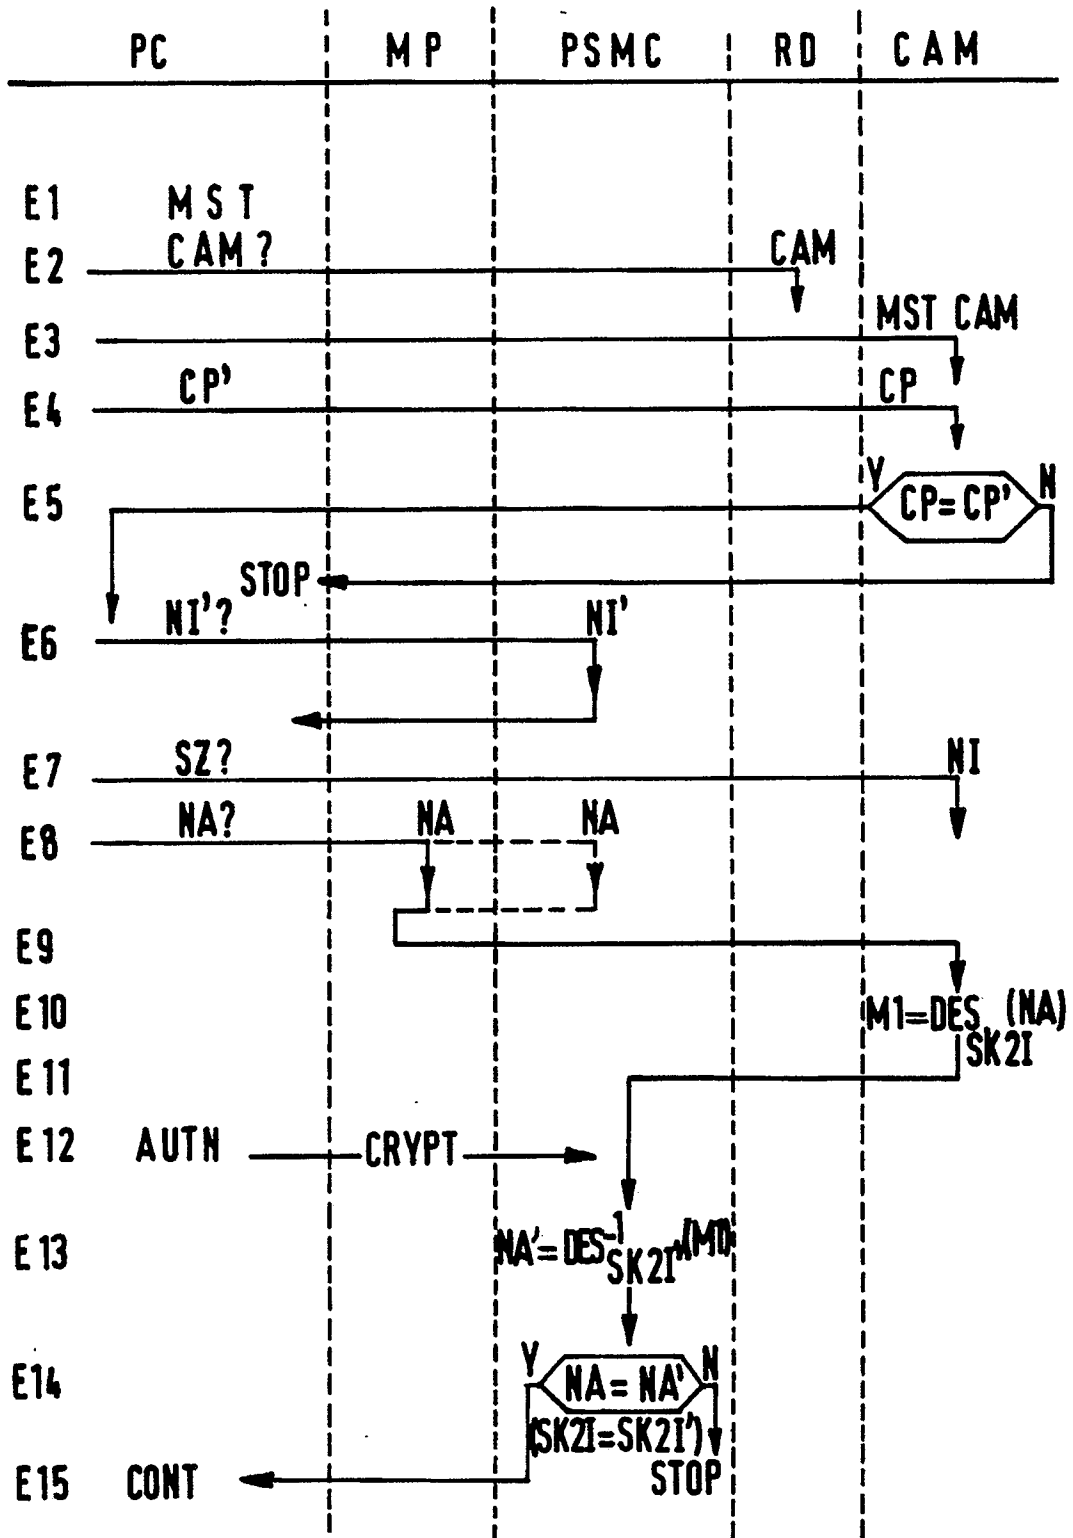 PC MP PSMC RD CAM
E1 MST
E2 CAM? CAM
E3 MST CAM
E4 CP' CP
E5 Y CP=CP' N
STOP
E6 NI'? NI'
E7 SZ? NI
E8 NA? NA NA
E9
E10 M1=DES (NA)
SK2I
E11
E12 AUTN CRYPT
E13 NA'=DES-1 (M1)
SK2I'
E14 Y NA=NA' N
(SK2I=SK2I')
STOP
E15 CONT